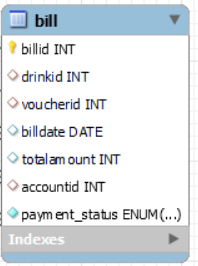 bill
billid INT
drinkid INT
voucherid INT
billdate DATE
totalamount INT
accountid INT
payment_status ENUM(...)
Indexes